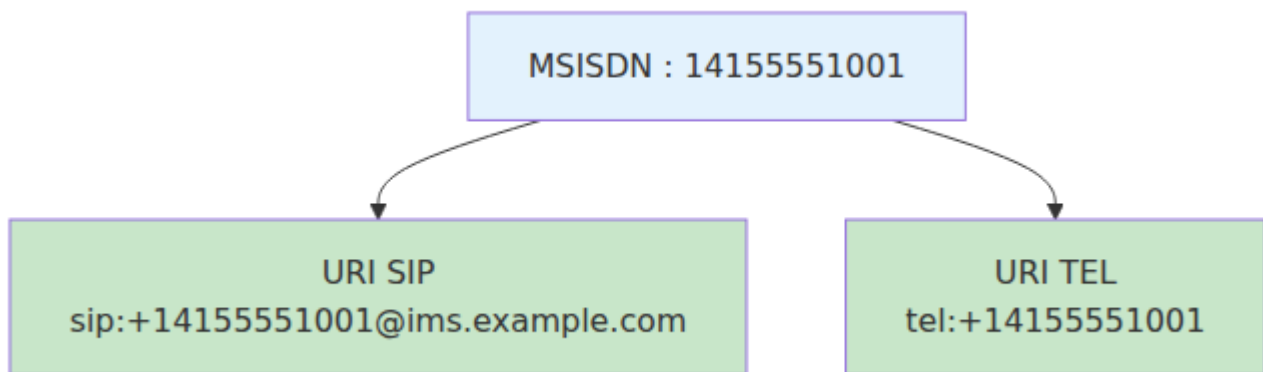 MSISDN : 14155551001
URI SIP
sip:+14155551001@ims.example.com
URI TEL
tel:+14155551001